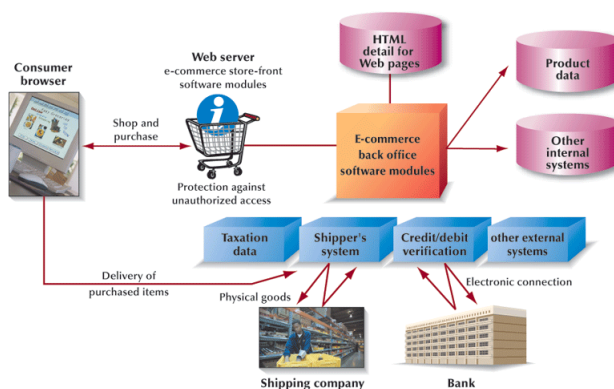 HTML
detail for
Web pages
Product
data
Other
internal
systems
Consumer
browser
Web server
e-commerce store-front
software modules
Shop and
purchase
Protection against
unauthorized access
E-commerce
back office
software modules
Taxation
data
Shipper's
system
Credit/debit
verification
other external
systems
Delivery of
purchased items
Physical goods
Electronic connection
Shipping company
Bank